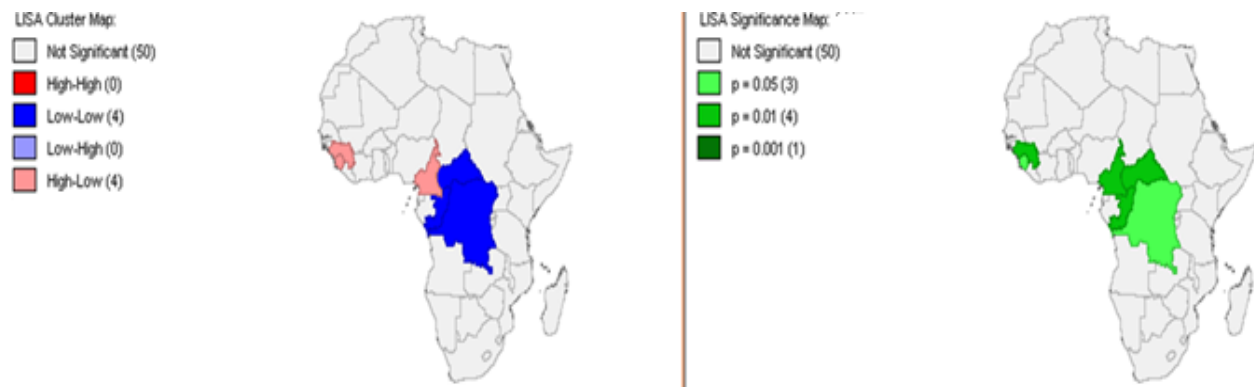 LISA Cluster Map:
Not Significant (50)
High-High (0)
Low-Low (4)
Low-High (0)
High-Low (4)
LISA Significance Map:
Not Significant (50)
p = 0.05 (3)
p = 0.01 (4)
p = 0.001 (1)